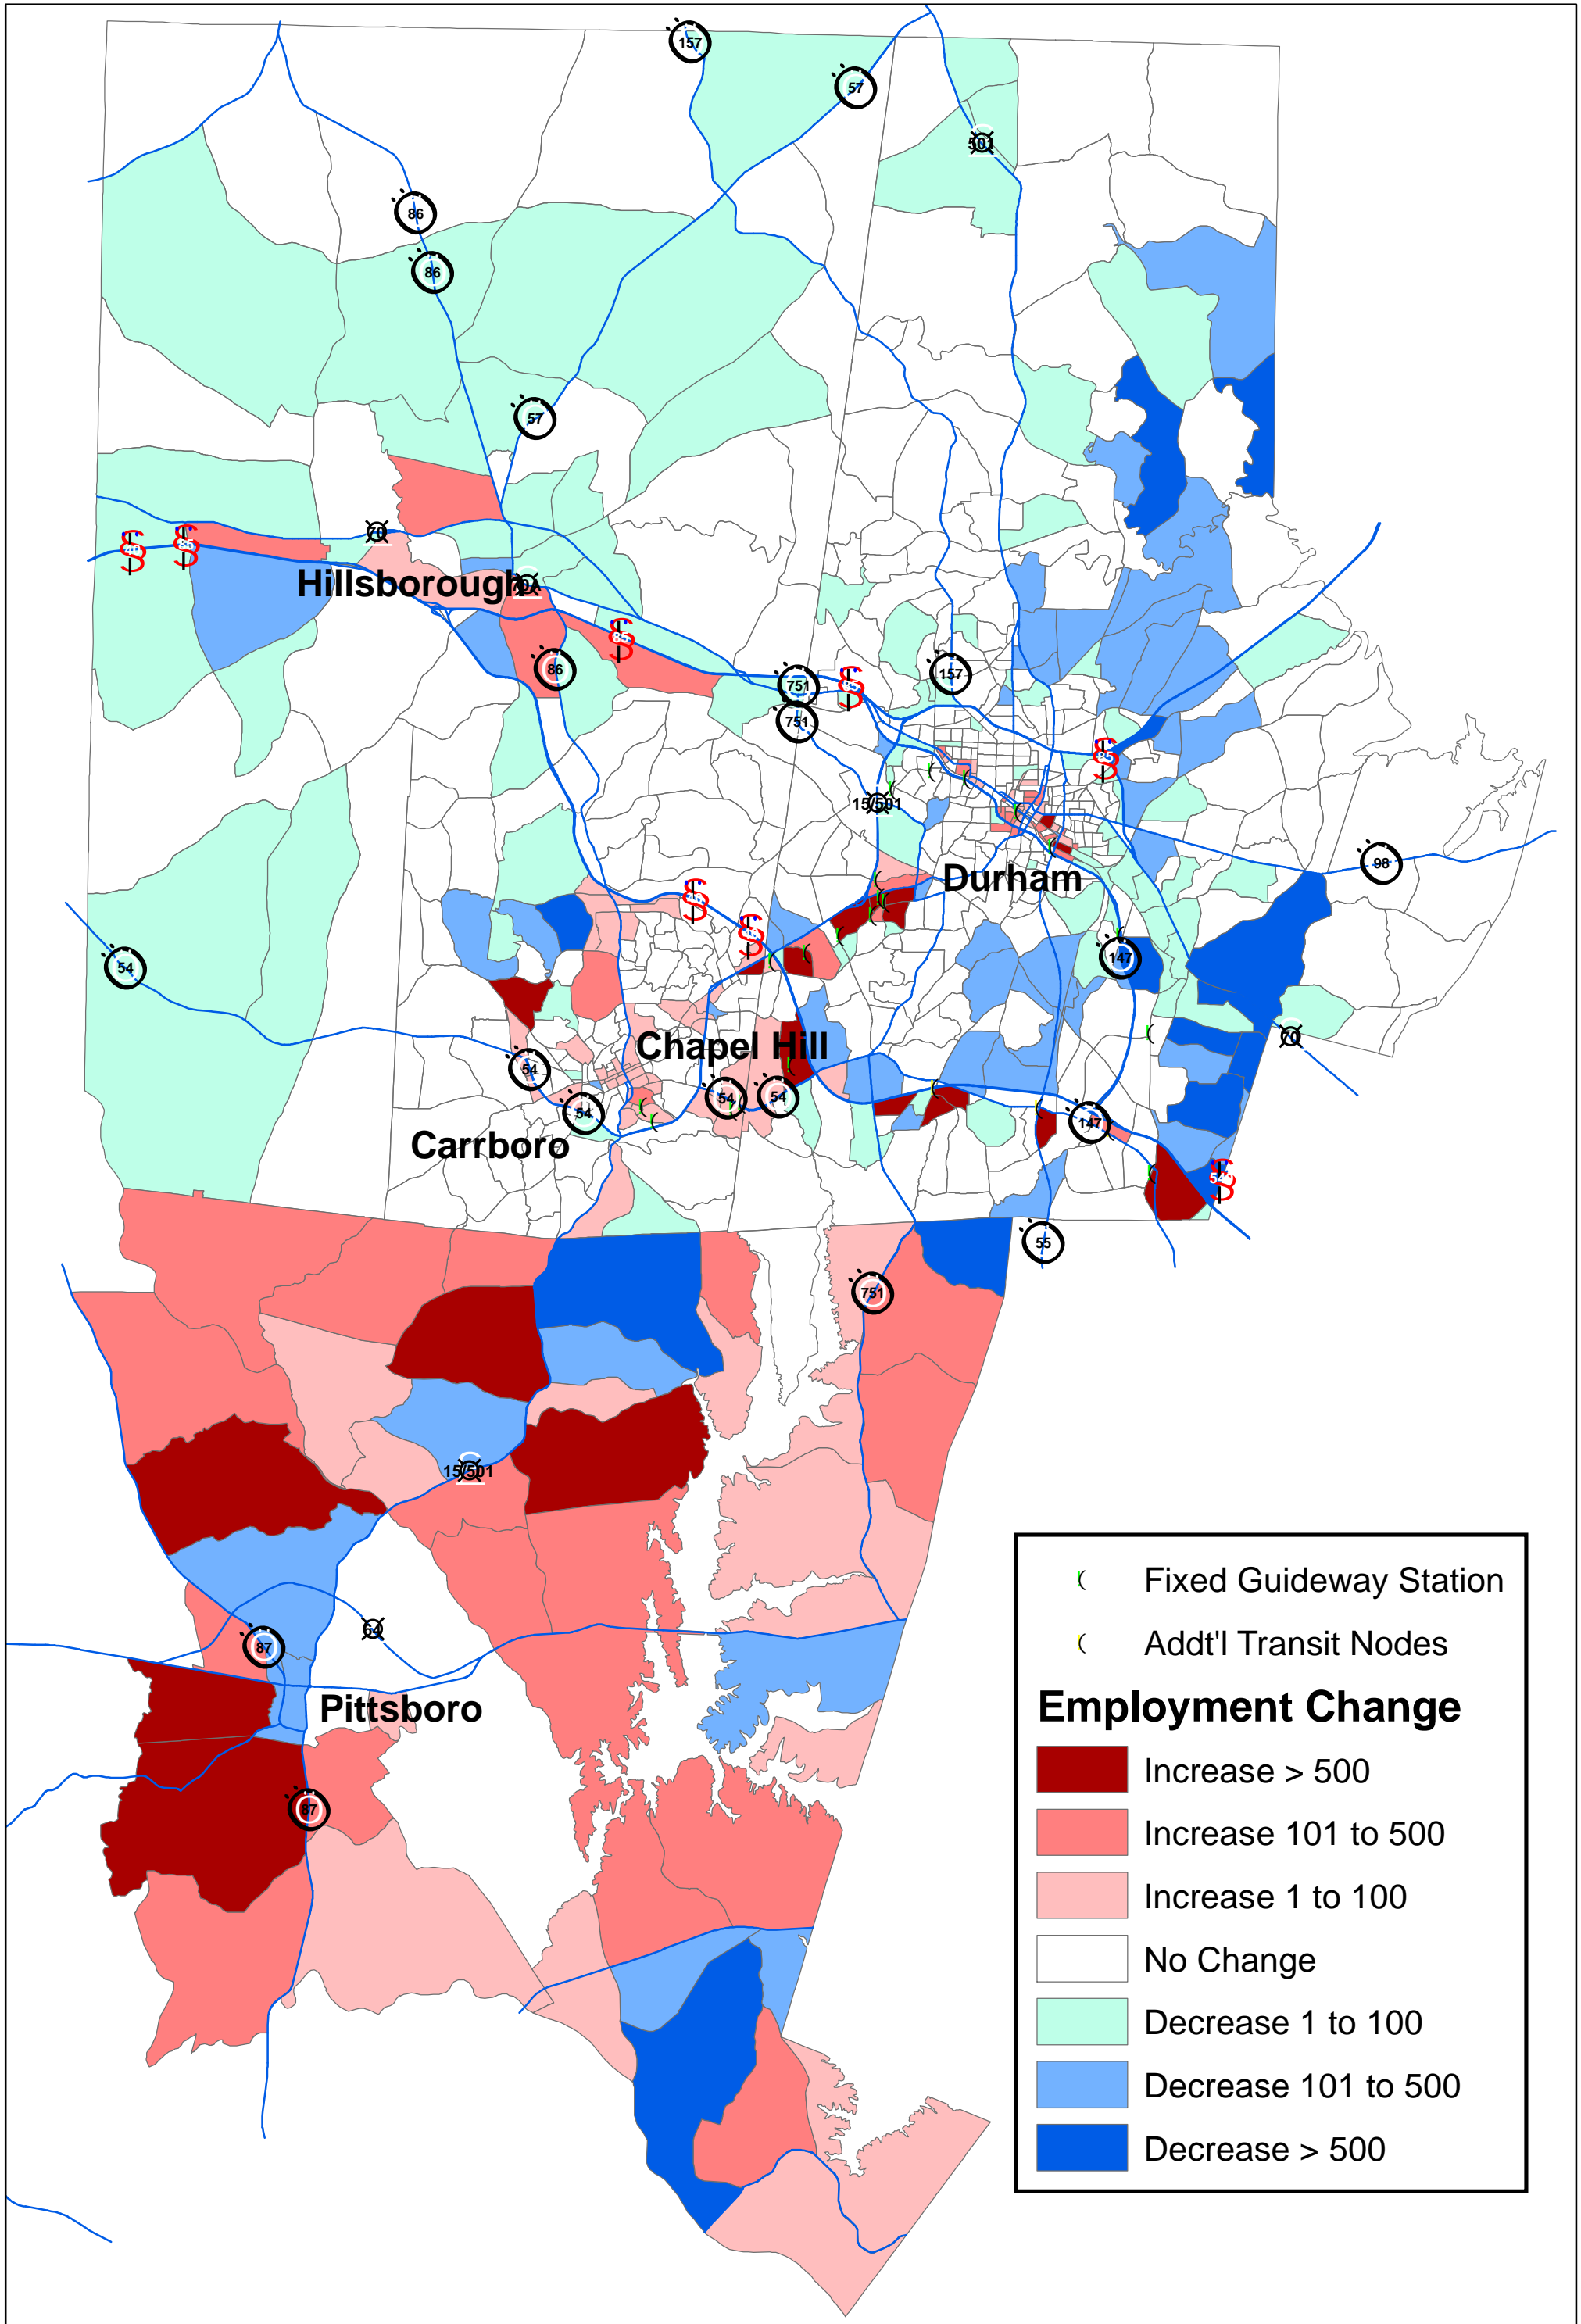 157
57
501
86
86
57
70
85
Hillsborough
85
86
157
751
751
85
15/501
98
Durham
54
147
70
Chapel Hill
54
54
54
54
Carrboro
147
55
751
15/501
64
87
Pittsboro
87
Fixed Guideway Station
Addt'l Transit Nodes
Employment Change
Increase > 500
Increase 101 to 500
Increase 1 to 100
No Change
Decrease 1 to 100
Decrease 101 to 500
Decrease > 500